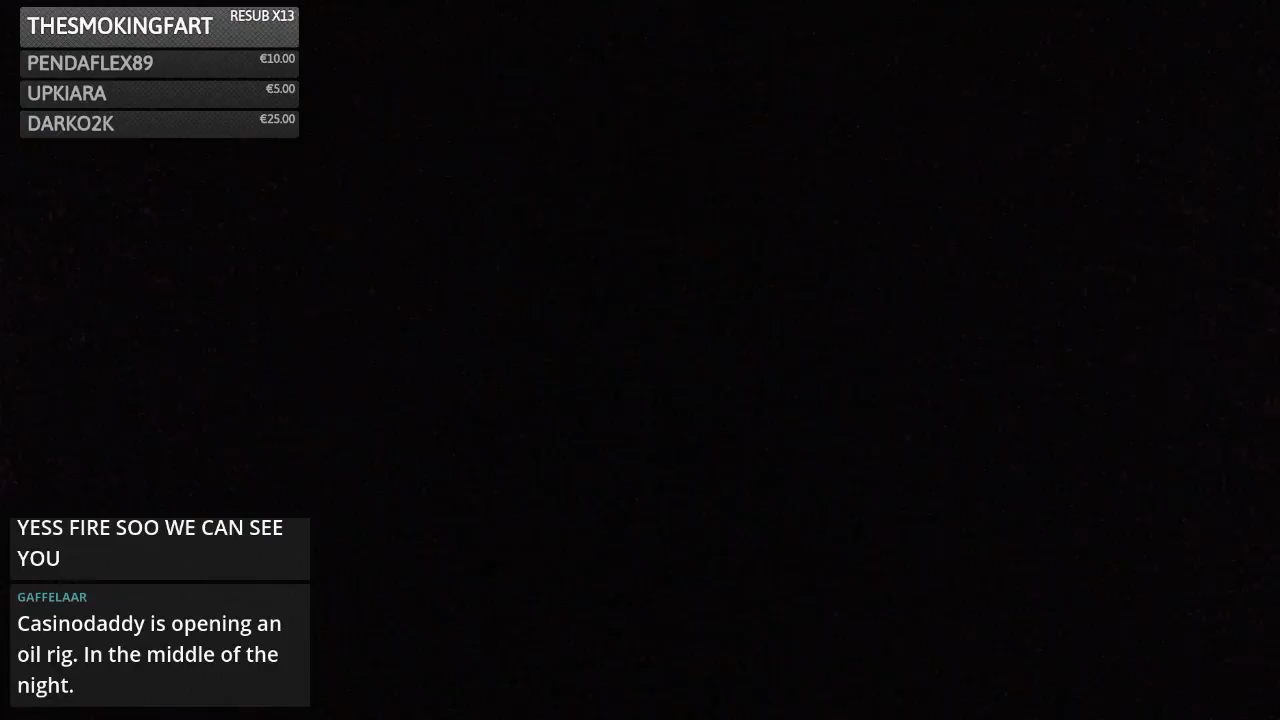 THESMOKINGFART RESUB X13
PENDAFLEX89 €10.00
UPKIARA €5.00
DARKO2K €25.00
YESS FIRE SOO WE CAN SEE
YOU
GAFFELAAR
Casinodaddy is opening an
oil rig. In the middle of the
night.